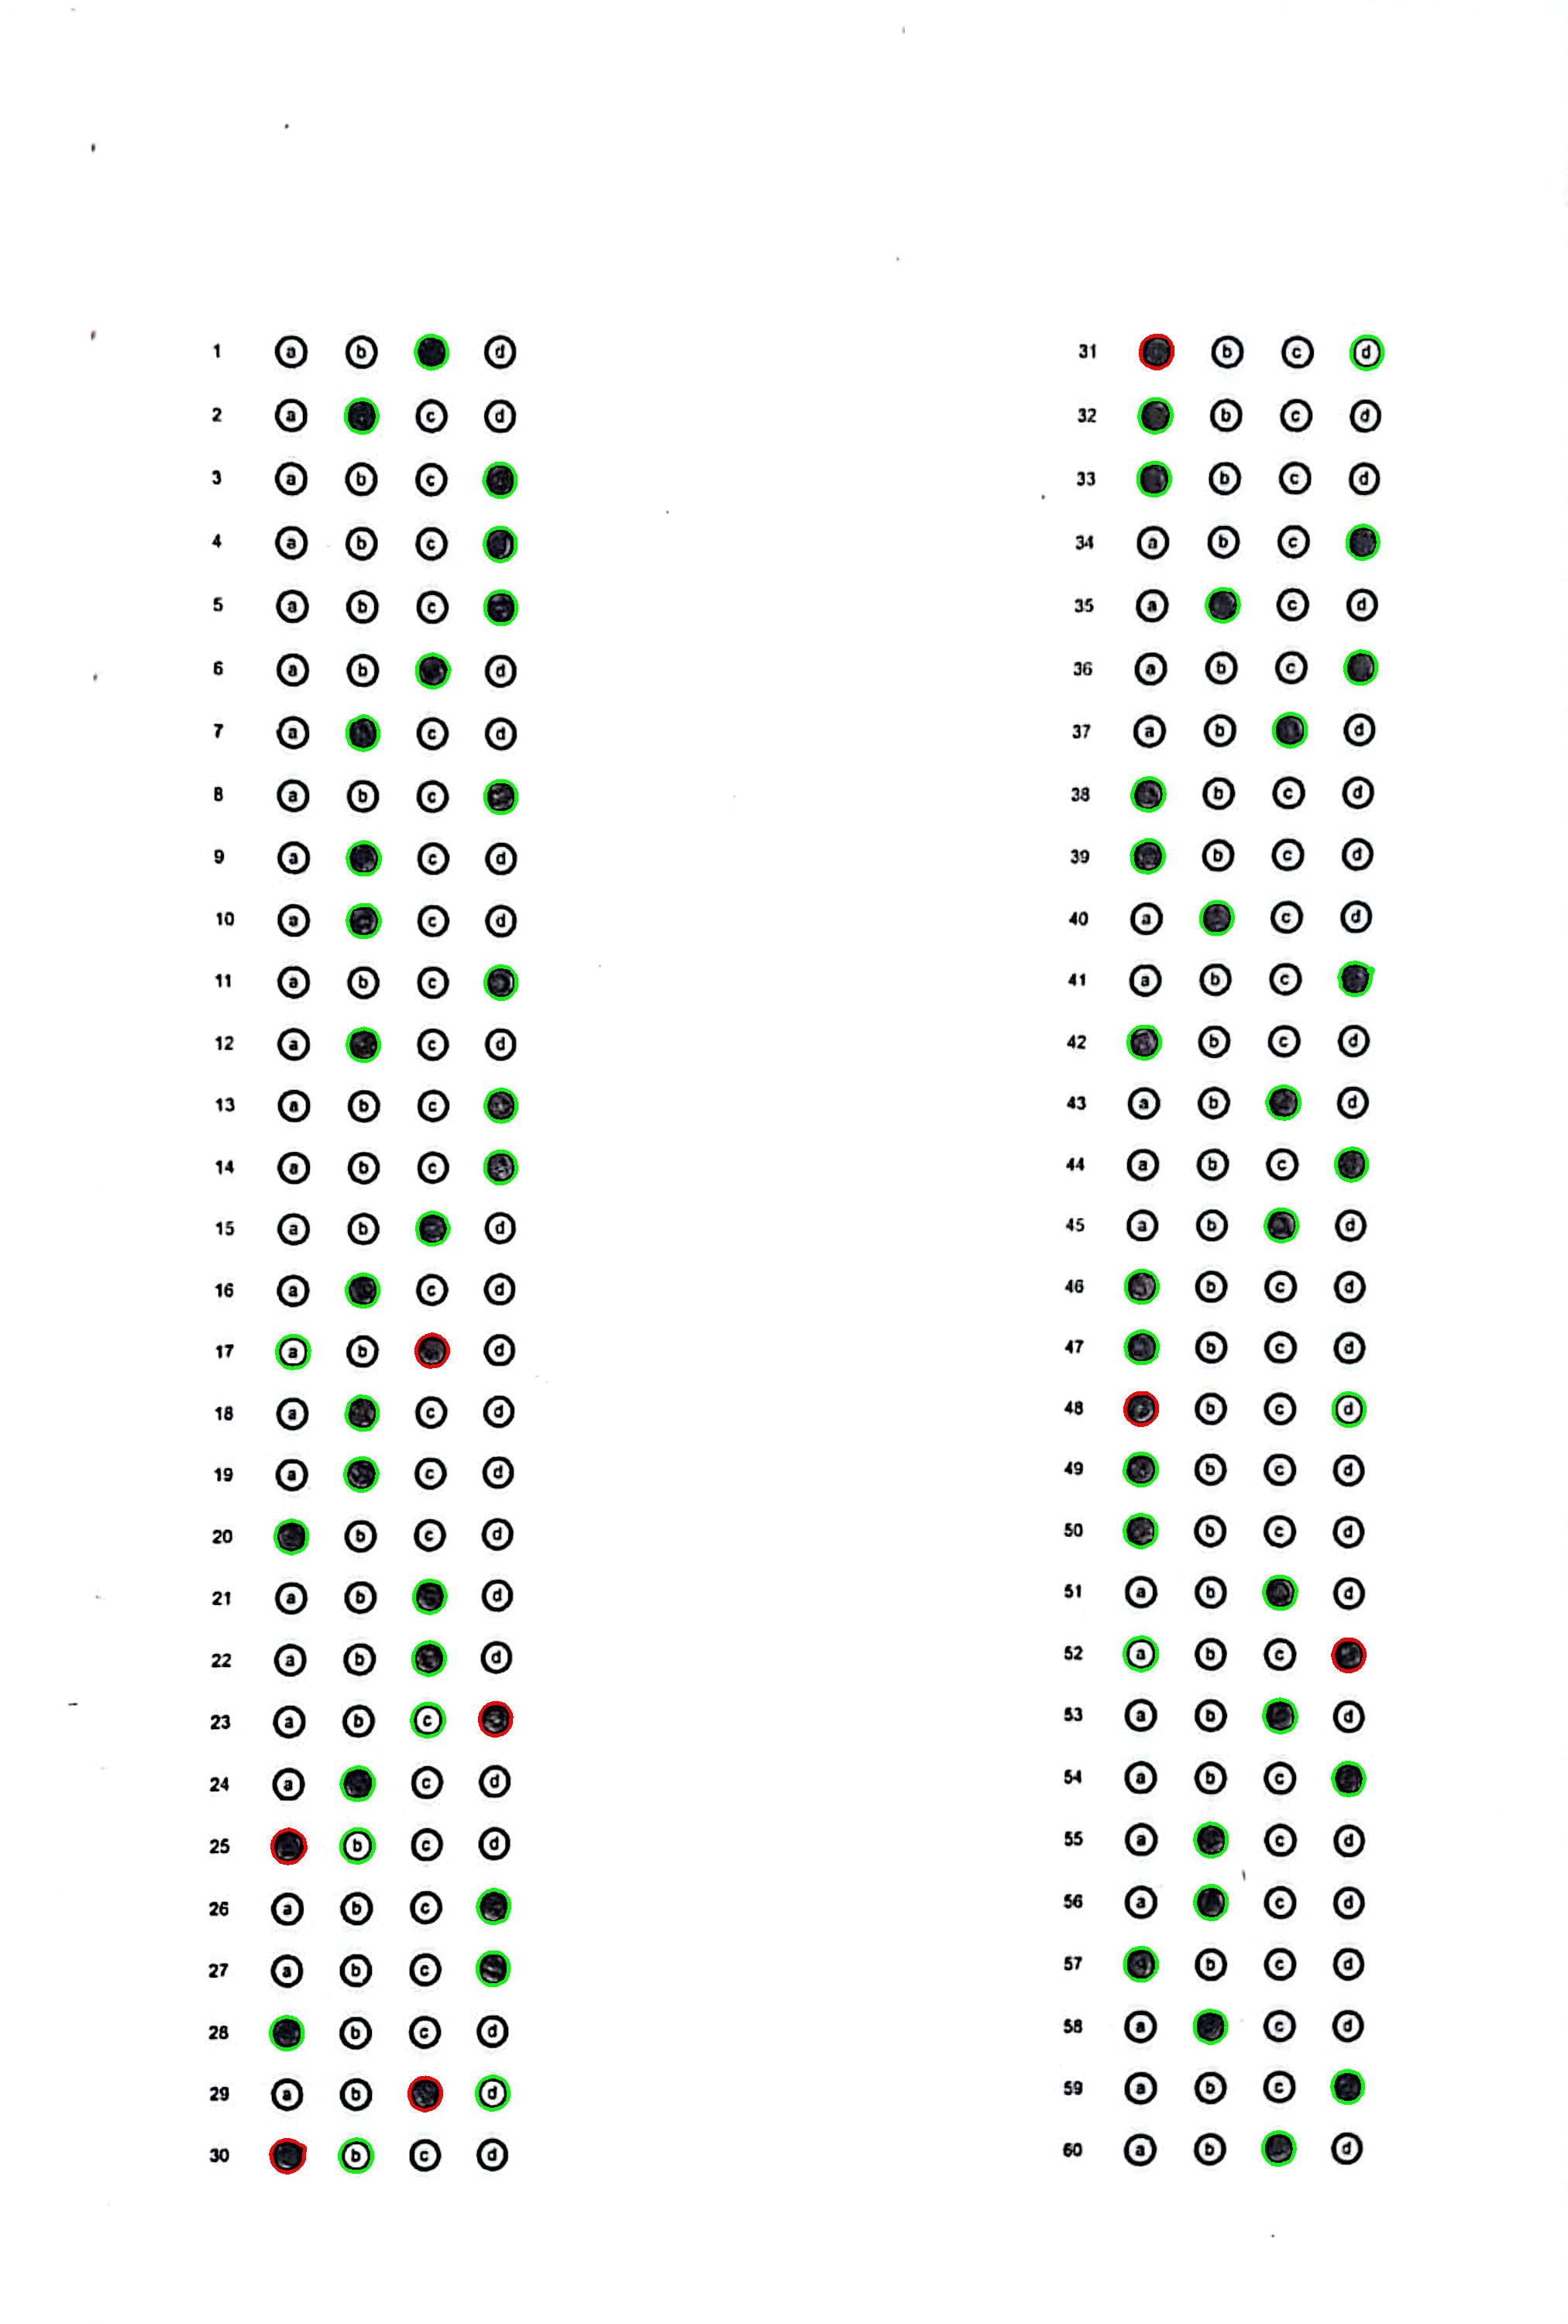 1 a b d
2 a c d
3 a b c
4 a b c
5 a b c
6 a b d
7 a c d
8 a b c
9 a c d
10 a c d
11 a b c
12 a c d
13 a b c
14 a b c
15 a b d
16 a c d
17 a b d
18 a c d
19 a c d
20 b c d
21 a b d
22 a b d
23 a b c
24 a c d
25 b c d
26 a b c
27 a b c
28 b c d
29 a b d
30 b c d
31 b c d
32 b c d
33 b c d
34 a b c
35 a c d
36 a b c
37 a b d
38 b c d
39 b c d
40 a c d
41 a b c
42 b c d
43 a b d
44 a b c
45 a b d
46 b c d
47 b c d
48 b c d
49 b c d
50 b c d
51 a b d
52 a b c
53 a b d
54 a b c
55 a c d
56 a c d
57 b c d
58 a c d
59 a b c
60 a b d